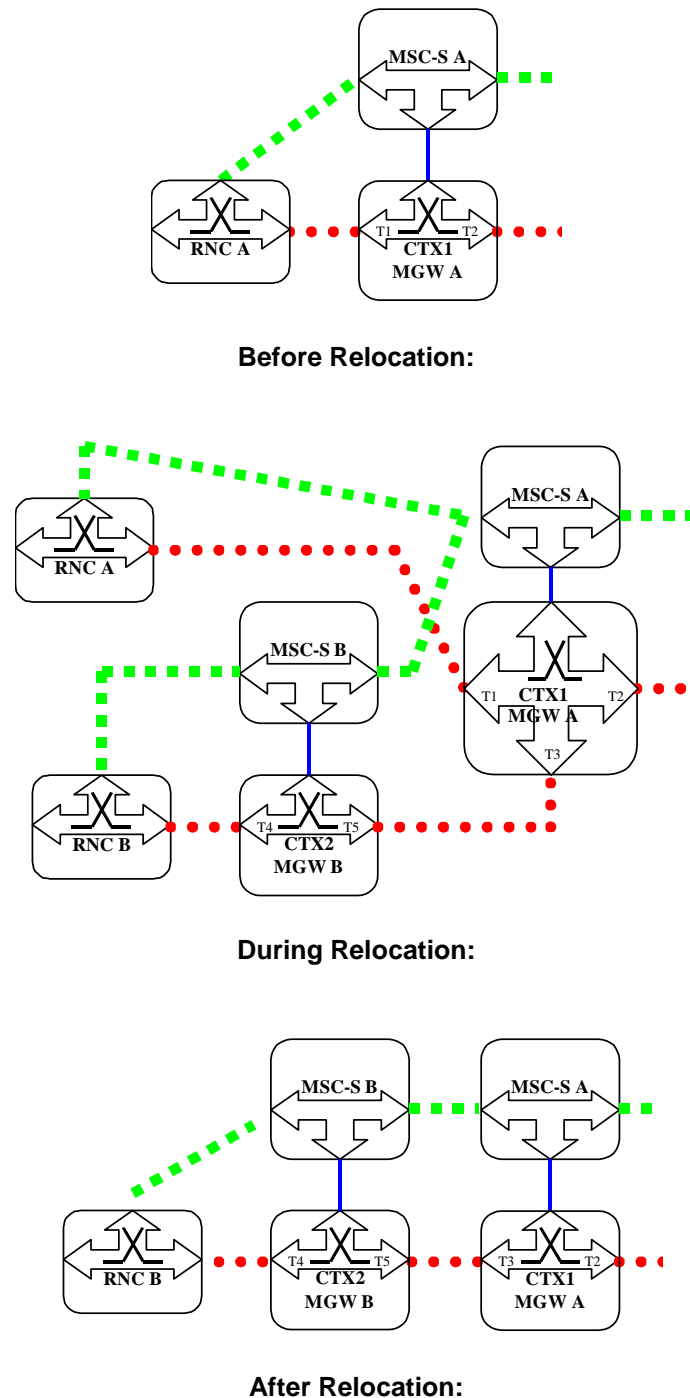 MSC-S A
RNC A
T1
T2
CTX1
MGW A
Before Relocation:
MSC-S A
RNC A
MSC-S B
T1
CTX1
T2
MGW A
T3
RNC B
T4
T5
CTX2
MGW B
During Relocation:
MSC-S B
MSC-S A
RNC B
T4
T5
CTX2
MGW B
T3
T2
CTX1
MGW A
After Relocation: